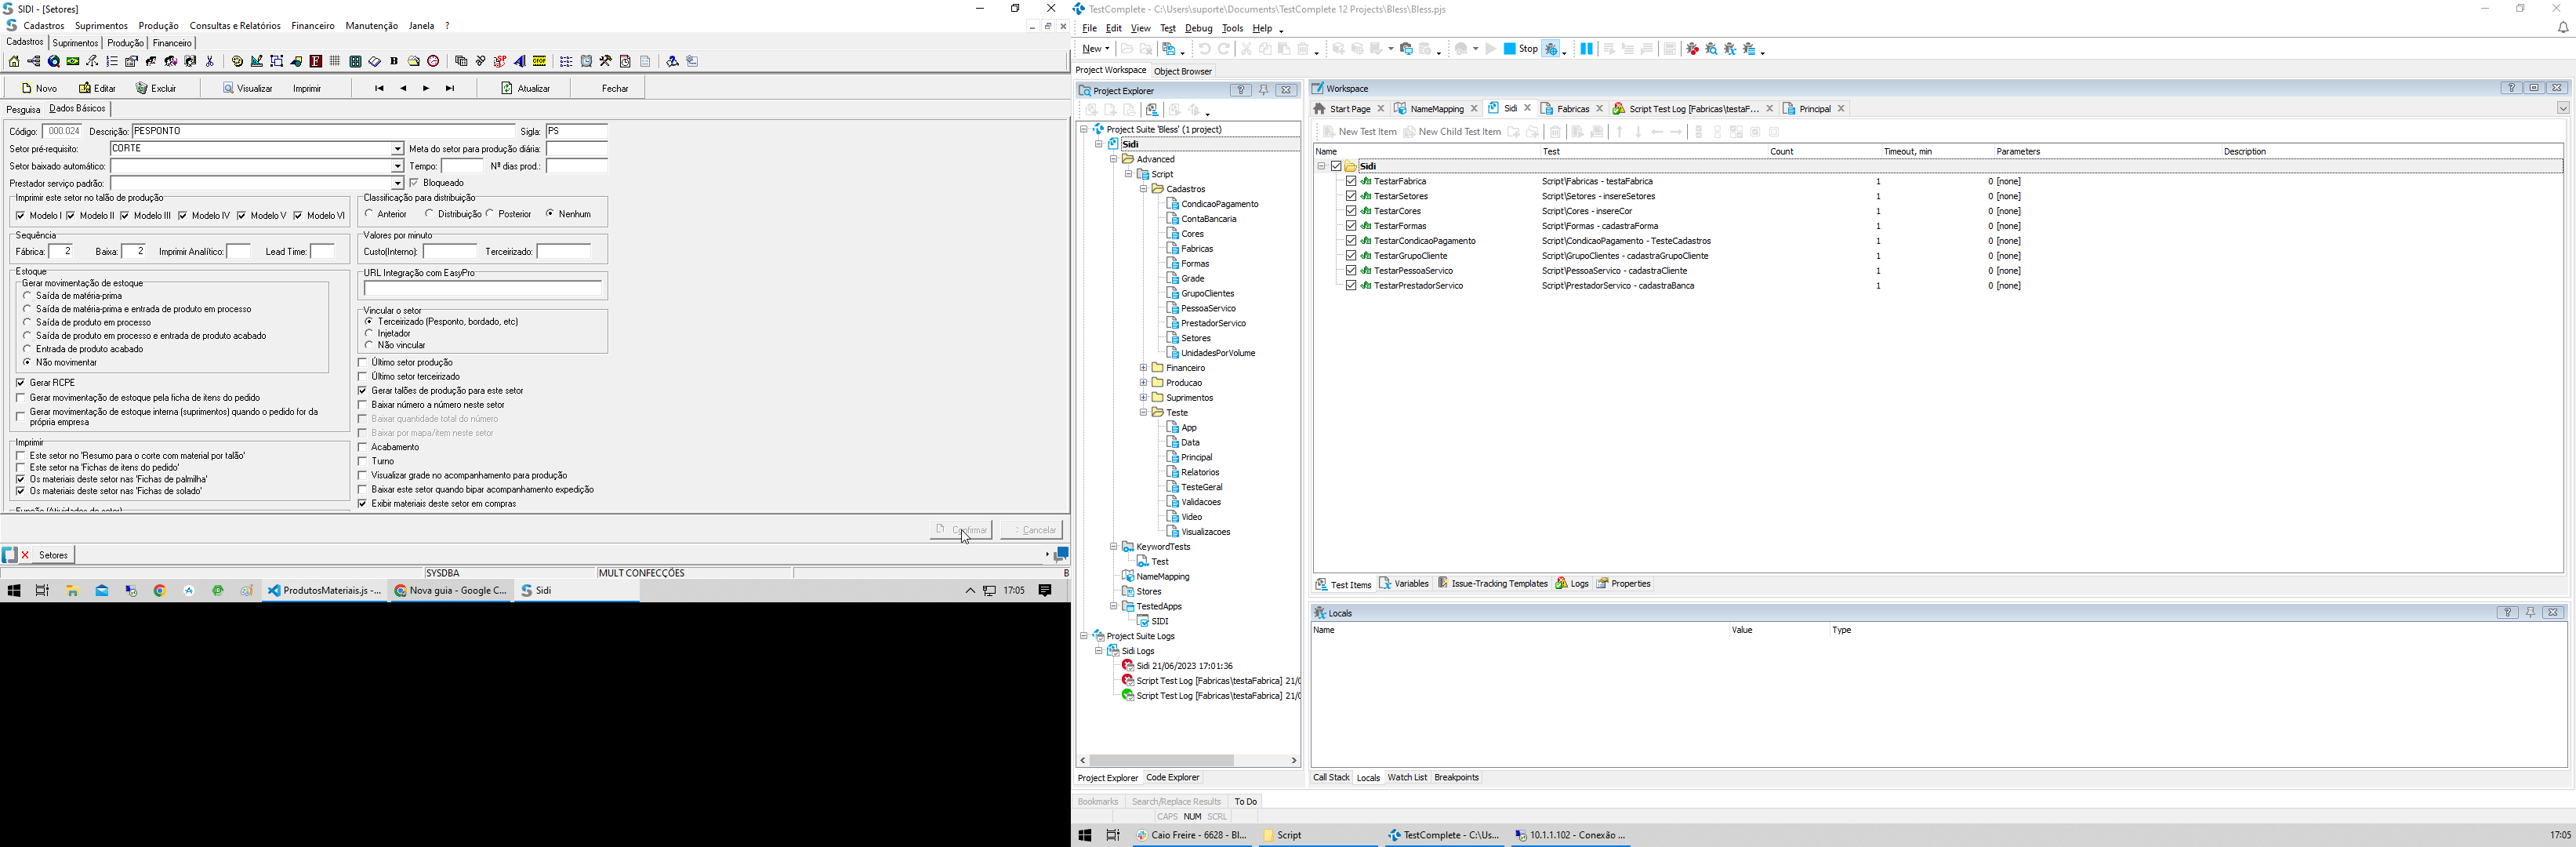 SIDI - [Setores]
Cadastros Suprimentos Produção Consultas e Relatórios Financeiro Manutenção Janela ?
Cadastros Suprimentos Produção Financeiro
Novo Editar Excluir Visualizar Imprimir Atualizar Fechar
Pesquisa Dados Básicos
Código: 000.024 Descrição: PESPONTO Sigla: PS
Setor pré-requisito: CORTE Meta do setor para produção diária:
Setor baixado automático: Tempo: Nº dias prod.:
Prestador serviço padrão: Bloqueado
Imprimir este setor no talão de produção
Modelo I Modelo II Modelo III Modelo IV Modelo V Modelo VI
Classificação para distribuição
Anterior Distribuição Posterior Nenhum
Sequência
Fábrica: 2 Baixa: 2 Imprimir Analítico: Lead Time:
Valores por minuto
Custo(Interno): Terceirizado:
Estoque
Gerar movimentação de estoque
Saída de matéria-prima
Saída de matéria-prima e entrada de produto em processo
Saída de produto em processo
Saída de produto em processo e entrada de produto acabado
Entrada de produto acabado
Não movimentar
Gerar RCPE
Gerar movimentação de estoque pela ficha de itens do pedido
Gerar movimentação de estoque interna (suprimentos) quando o pedido for da
própria empresa
Imprimir
Este setor no 'Resumo para o corte com material por talão'
Este setor na 'Fichas de itens do pedido'
Os materiais deste setor nas 'Fichas de palmilha'
Os materiais deste setor nas 'Fichas de solado'
URL Integração com EasyPro
Vincular o setor
Terceirizado (Pesponto, bordado, etc)
Injetador
Não vincular
Último setor produção
Último setor terceirizado
Gerar talões de produção para este setor
Baixar número a número neste setor
Baixar quantidade total do número
Baixar por mapa/item neste setor
Acabamento
Turno
Visualizar grade no acompanhamento para produção
Baixar este setor quando bipar acompanhamento expedição
Exibir materiais deste setor em compras
Confirmar Cancelar
Setores
SYSDBA MULT CONFECÇÕES B
ProdutosMateriais.js -... Nova guia - Google C... Sidi 17:05
TestComplete - C:\Users\suporte\Documents\TestComplete 12 Projects\Bless\Bless.pjs
File Edit View Test Debug Tools Help
New Stop
Project Workspace Object Browser
Project Explorer
Project Suite 'Bless' (1 project)
Sidi
Advanced
Script
Cadastros
CondicaoPagamento
ContaBancaria
Cores
Fabricas
Formas
Grade
GrupoClientes
PessoaServico
PrestadorServico
Setores
UnidadesPorVolume
Financeiro
Producao
Suprimentos
Teste
App
Data
Principal
Relatorios
TesteGeral
Validacoes
Video
Visualizacoes
KeywordTests
Test
NameMapping
Stores
TestedApps
SIDI
Project Suite Logs
Sidi Logs
Sidi 21/06/2023 17:01:36
Script Test Log [Fabricas\testaFabrica] 21/0
Script Test Log [Fabricas\testaFabrica] 21/0
Project Explorer Code Explorer
Workspace
Start Page NameMapping Sidi Fabricas Script Test Log [Fabricas\testaF... Principal
New Test Item New Child Test Item
Name Test Count Timeout, min Parameters Description
Sidi
TestarFabrica Script\Fabricas - testaFabrica 1 0 [none]
TestarSetores Script\Setores - insereSetores 1 0 [none]
TestarCores Script\Cores - insereCor 1 0 [none]
TestarFormas Script\Formas - cadastraForma 1 0 [none]
TestarCondicaoPagamento Script\CondicaoPagamento - TesteCadastros 1 0 [none]
TestarGrupoCliente Script\GrupoClientes - cadastraGrupoCliente 1 0 [none]
TestarPessoaServico Script\PessoaServico - cadastraCliente 1 0 [none]
TestarPrestadorServico Script\PrestadorServico - cadastraBanca 1 0 [none]
Test Items Variables Issue-Tracking Templates Logs Properties
Locals
Name Value Type
Call Stack Locals Watch List Breakpoints
Bookmarks Search/Replace Results To Do
CAPS NUM SCRL
Caio Freire - 6628 - Bl... Script TestComplete - C:\Us... 10.1.1.102 - Conexão ... 17:05